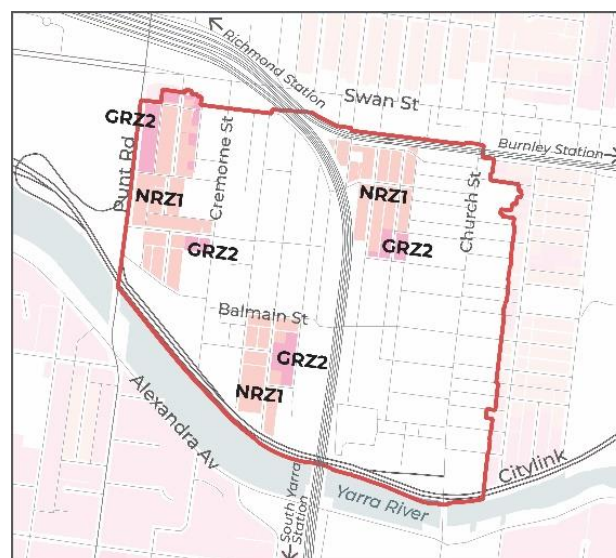 Richmond Station
Swan St
GRZ2
Punt Rd
Cremorne St
Burnley Station
NRZ1
NRZ1
Church St
GRZ2
GRZ2
Balmain St
GRZ2
NRZ1
Alexandra Av
South Yarra
Station
Citylink
Yarra River